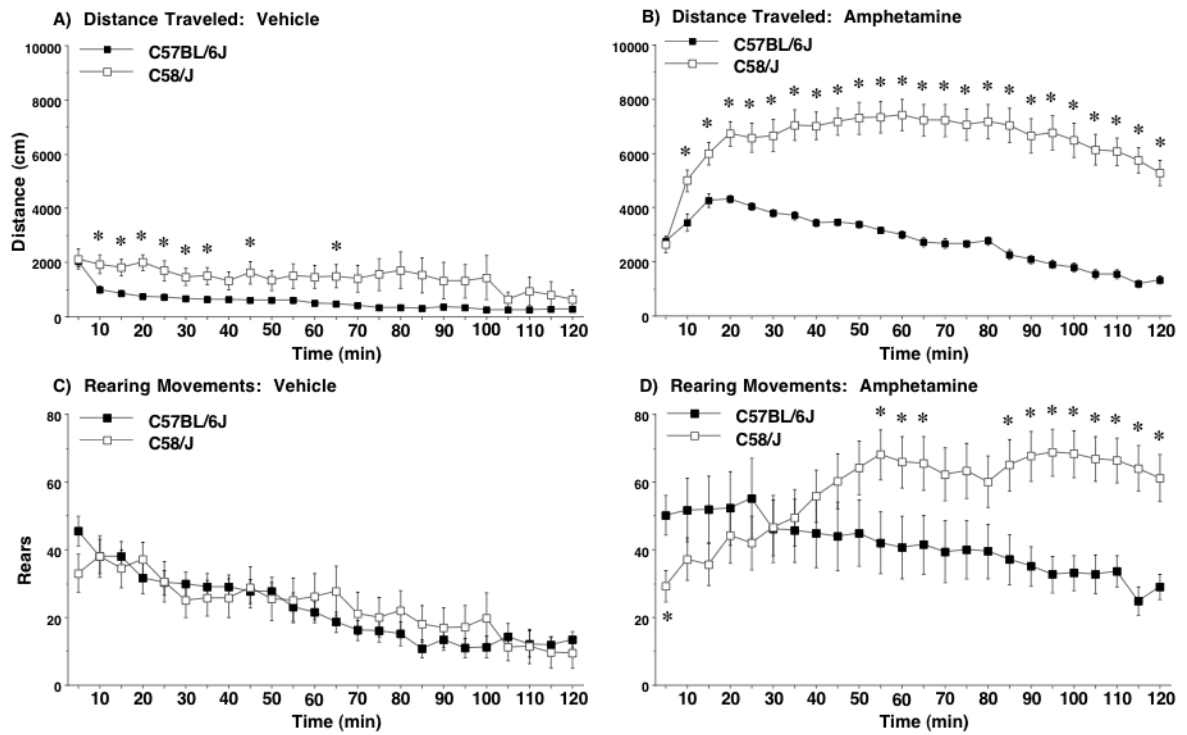 A) Distance Traveled: Vehicle
C57BL/6J
C58/J
Distance (cm)
10000
8000
6000
4000
2000
0
* * * * * * * *
10 20 30 40 50 60 70 80 90 100 110 120
Time (min)
B) Distance Traveled: Amphetamine
C57BL/6J
C58/J
10000
8000
6000
4000
2000
0
* * * * * * * * * * * * * * * * * * * * * * *
10 20 30 40 50 60 70 80 90 100 110 120
Time (min)
C) Rearing Movements: Vehicle
C57BL/6J
C58/J
Rears
80
60
40
20
0
10 20 30 40 50 60 70 80 90 100 110 120
Time (min)
D) Rearing Movements: Amphetamine
C57BL/6J
C58/J
80
60
40
20
0
* * * * * * * * * * *
*
10 20 30 40 50 60 70 80 90 100 110 120
Time (min)